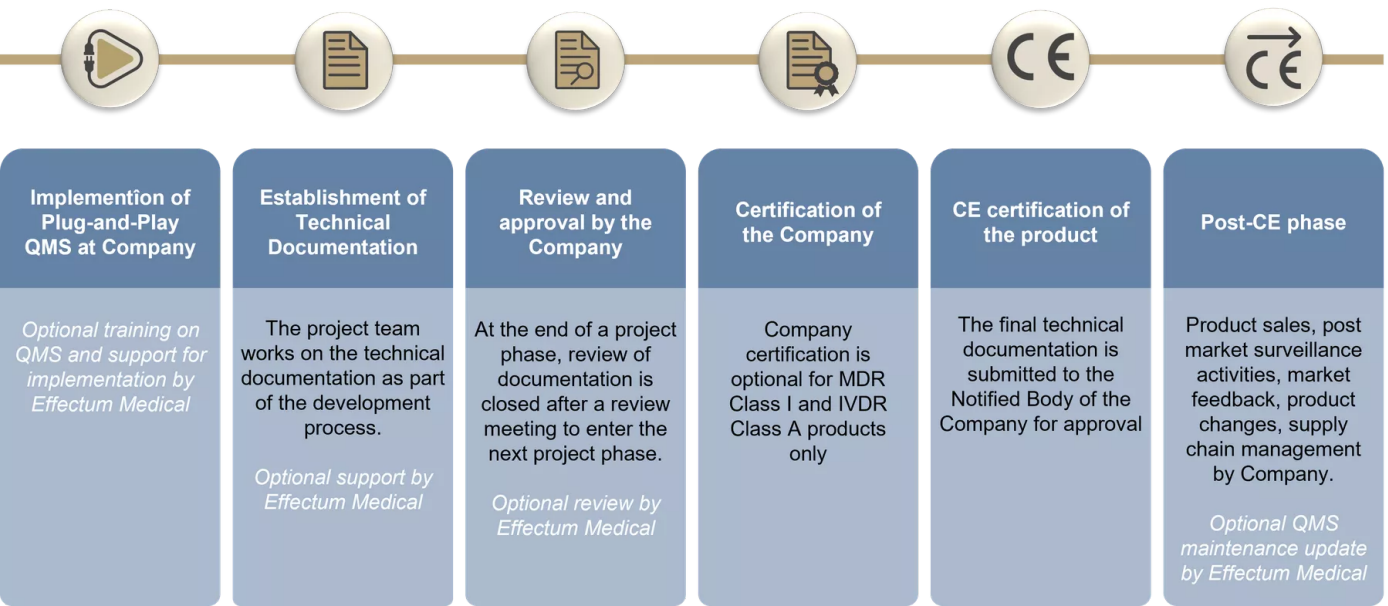 CE
CE
Implementîon of
Plug-and-Play
QMS at Company
Optional training on
QMS and support for
implementation by
Effectum Medical
Establishment of
Technical
Documentation
The project team
works on the technical
documentation as part
of the development
process.
Optional support by
Effectum Medical
Review and
approval by the
Company
At the end of a project
phase, review of
documentation is
closed after a review
meeting to enter the
next project phase.
Optional review by
Effectum Medical
Certification of
the Company
Company
certification is
optional for MDR
Class I and IVDR
Class A products
only
CE certification of
the product
The final technical
documentation is
submitted to the
Notified Body of the
Company for approval
Post-CE phase
Product sales, post
market surveillance
activities, market
feedback, product
changes, supply
chain management
by Company.
Optional QMS
maintenance update
by Effectum Medical